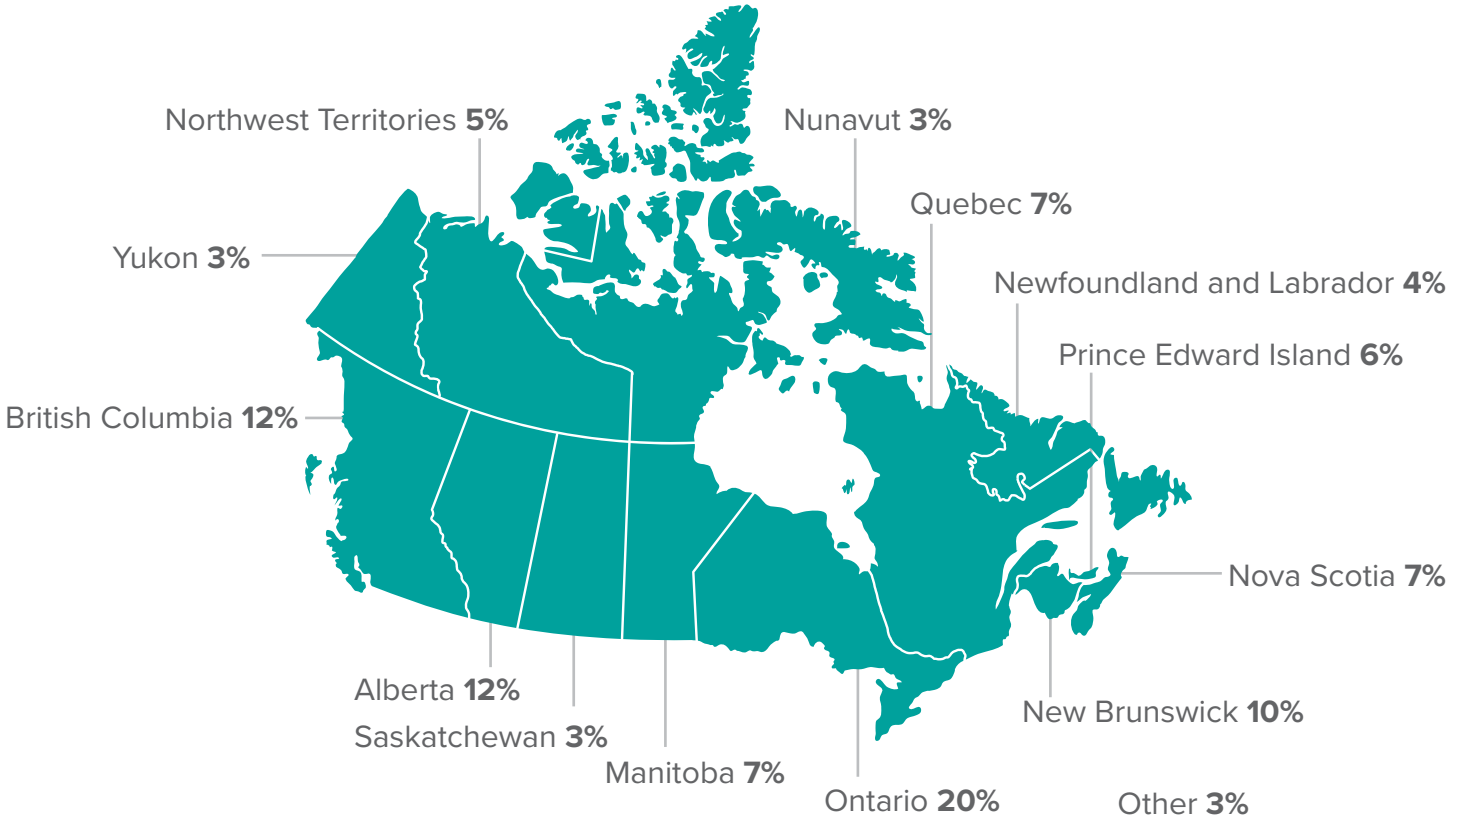 Northwest Territories 5%
Nunavut 3%
Quebec 7%
Yukon 3%
Newfoundland and Labrador 4%
Prince Edward Island 6%
British Columbia 12%
Nova Scotia 7%
Alberta 12%
New Brunswick 10%
Saskatchewan 3%
Manitoba 7%
Ontario 20%
Other 3%